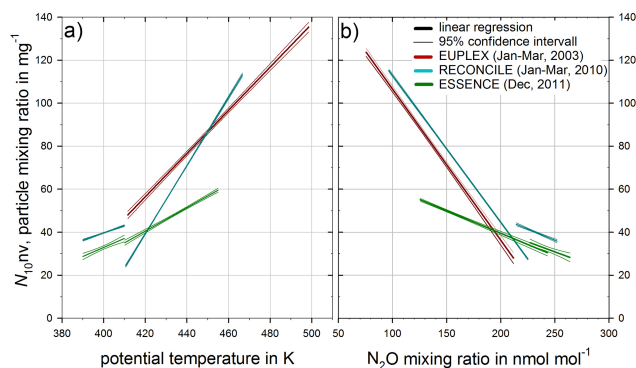 a)
b)
linear regression
95% confidence intervall
EUPLEX (Jan-Mar, 2003)
RECONCILE (Jan-Mar, 2010)
ESSENCE (Dec, 2011)
N10nv, particle mixing ratio in mg-1
140
120
100
80
60
40
20
0
380 400 420 440 460 480 500
50 100 150 200 250 300
140
120
100
80
60
40
20
0
potential temperature in K
N2O mixing ratio in nmol mol-1